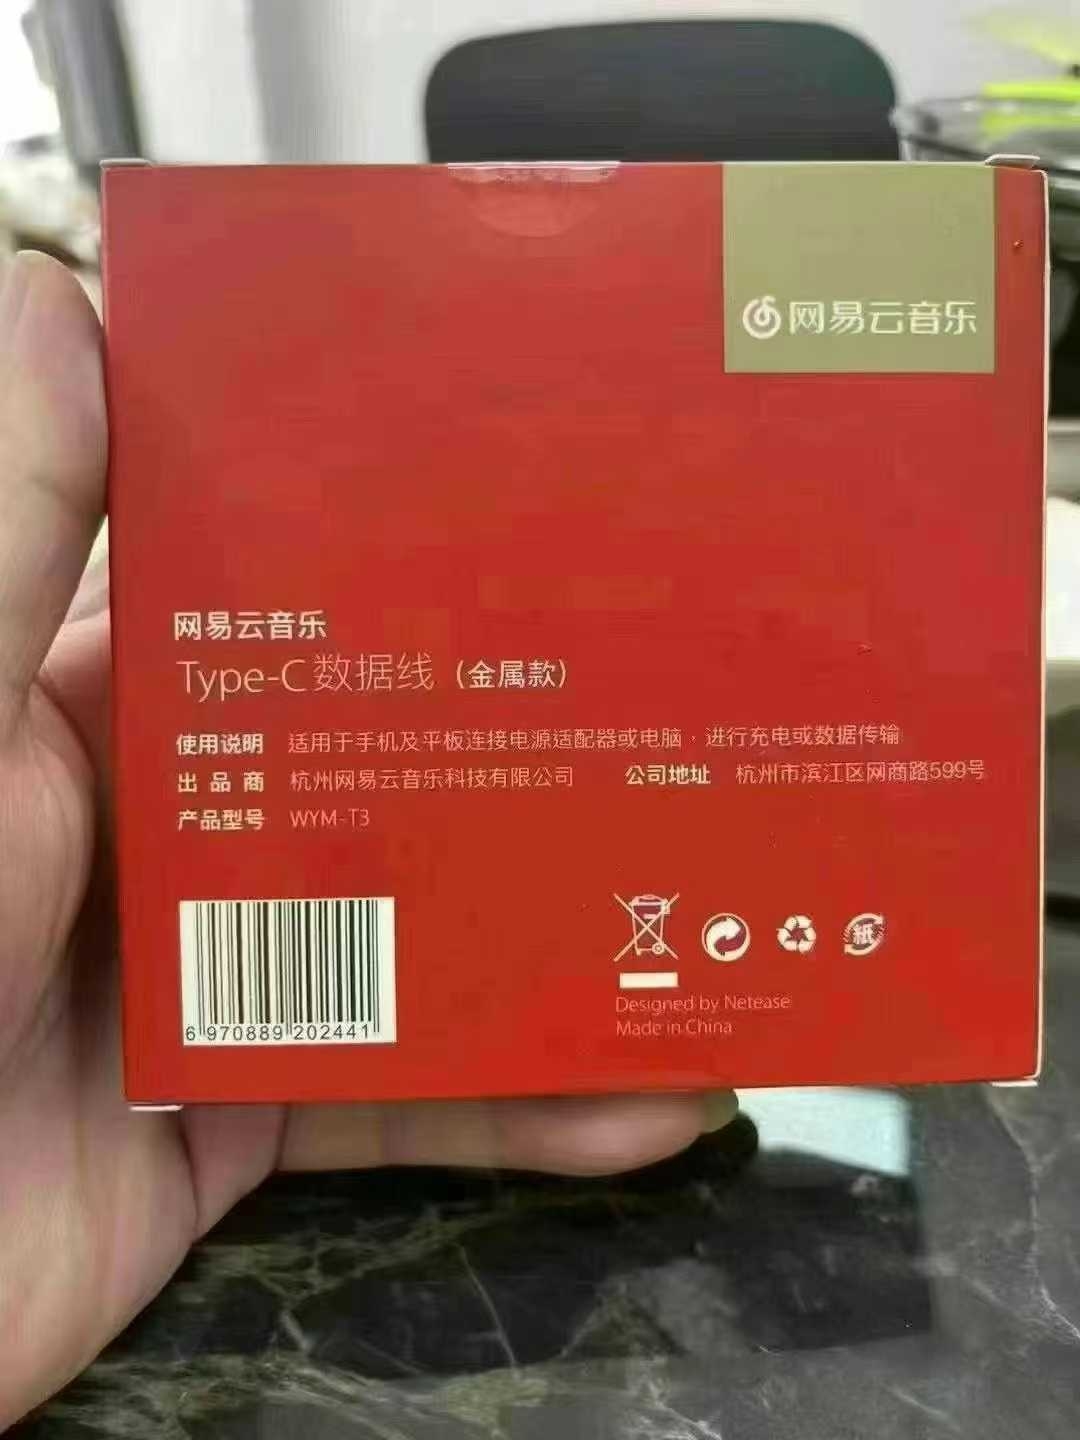 网易云音乐
网易云音乐
Type-C 数据线（金属款）
使用说明 适用于手机及平板连接电源适配器或电脑，进行充电或数据传输
出品商 杭州网易云音乐科技有限公司 公司地址 杭州市滨江区网商路599号
产品型号 WYM-T3
紙
6 970889 202441
Designed by Netease
Made in China